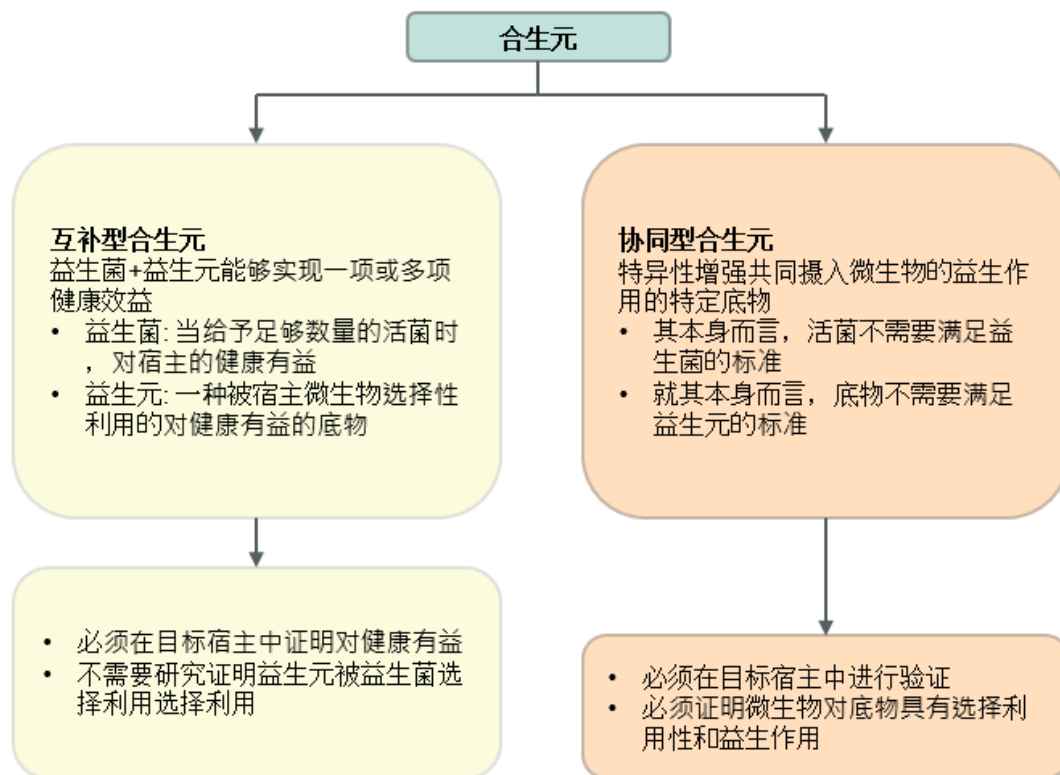 合生元
互补型合生元
益生菌+益生元能够实现一项或多项
健康效益
• 益生菌: 当给予足够数量的活菌时
，对宿主的健康有益
• 益生元: 一种被宿主微生物选择性
利用的对健康有益的底物
协同型合生元
特异性增强共同摄入微生物的益生作
用的特定底物
• 其本身而言，活菌不需要满足益
生菌的标准
• 就其本身而言，底物不需要满足
益生元的标准
• 必须在目标宿主中证明对健康有益
• 不需要研究证明益生元被益生菌选
择利用选择利用
• 必须在目标宿主中进行验证
• 必须证明微生物对底物具有选择利
用性和益生作用